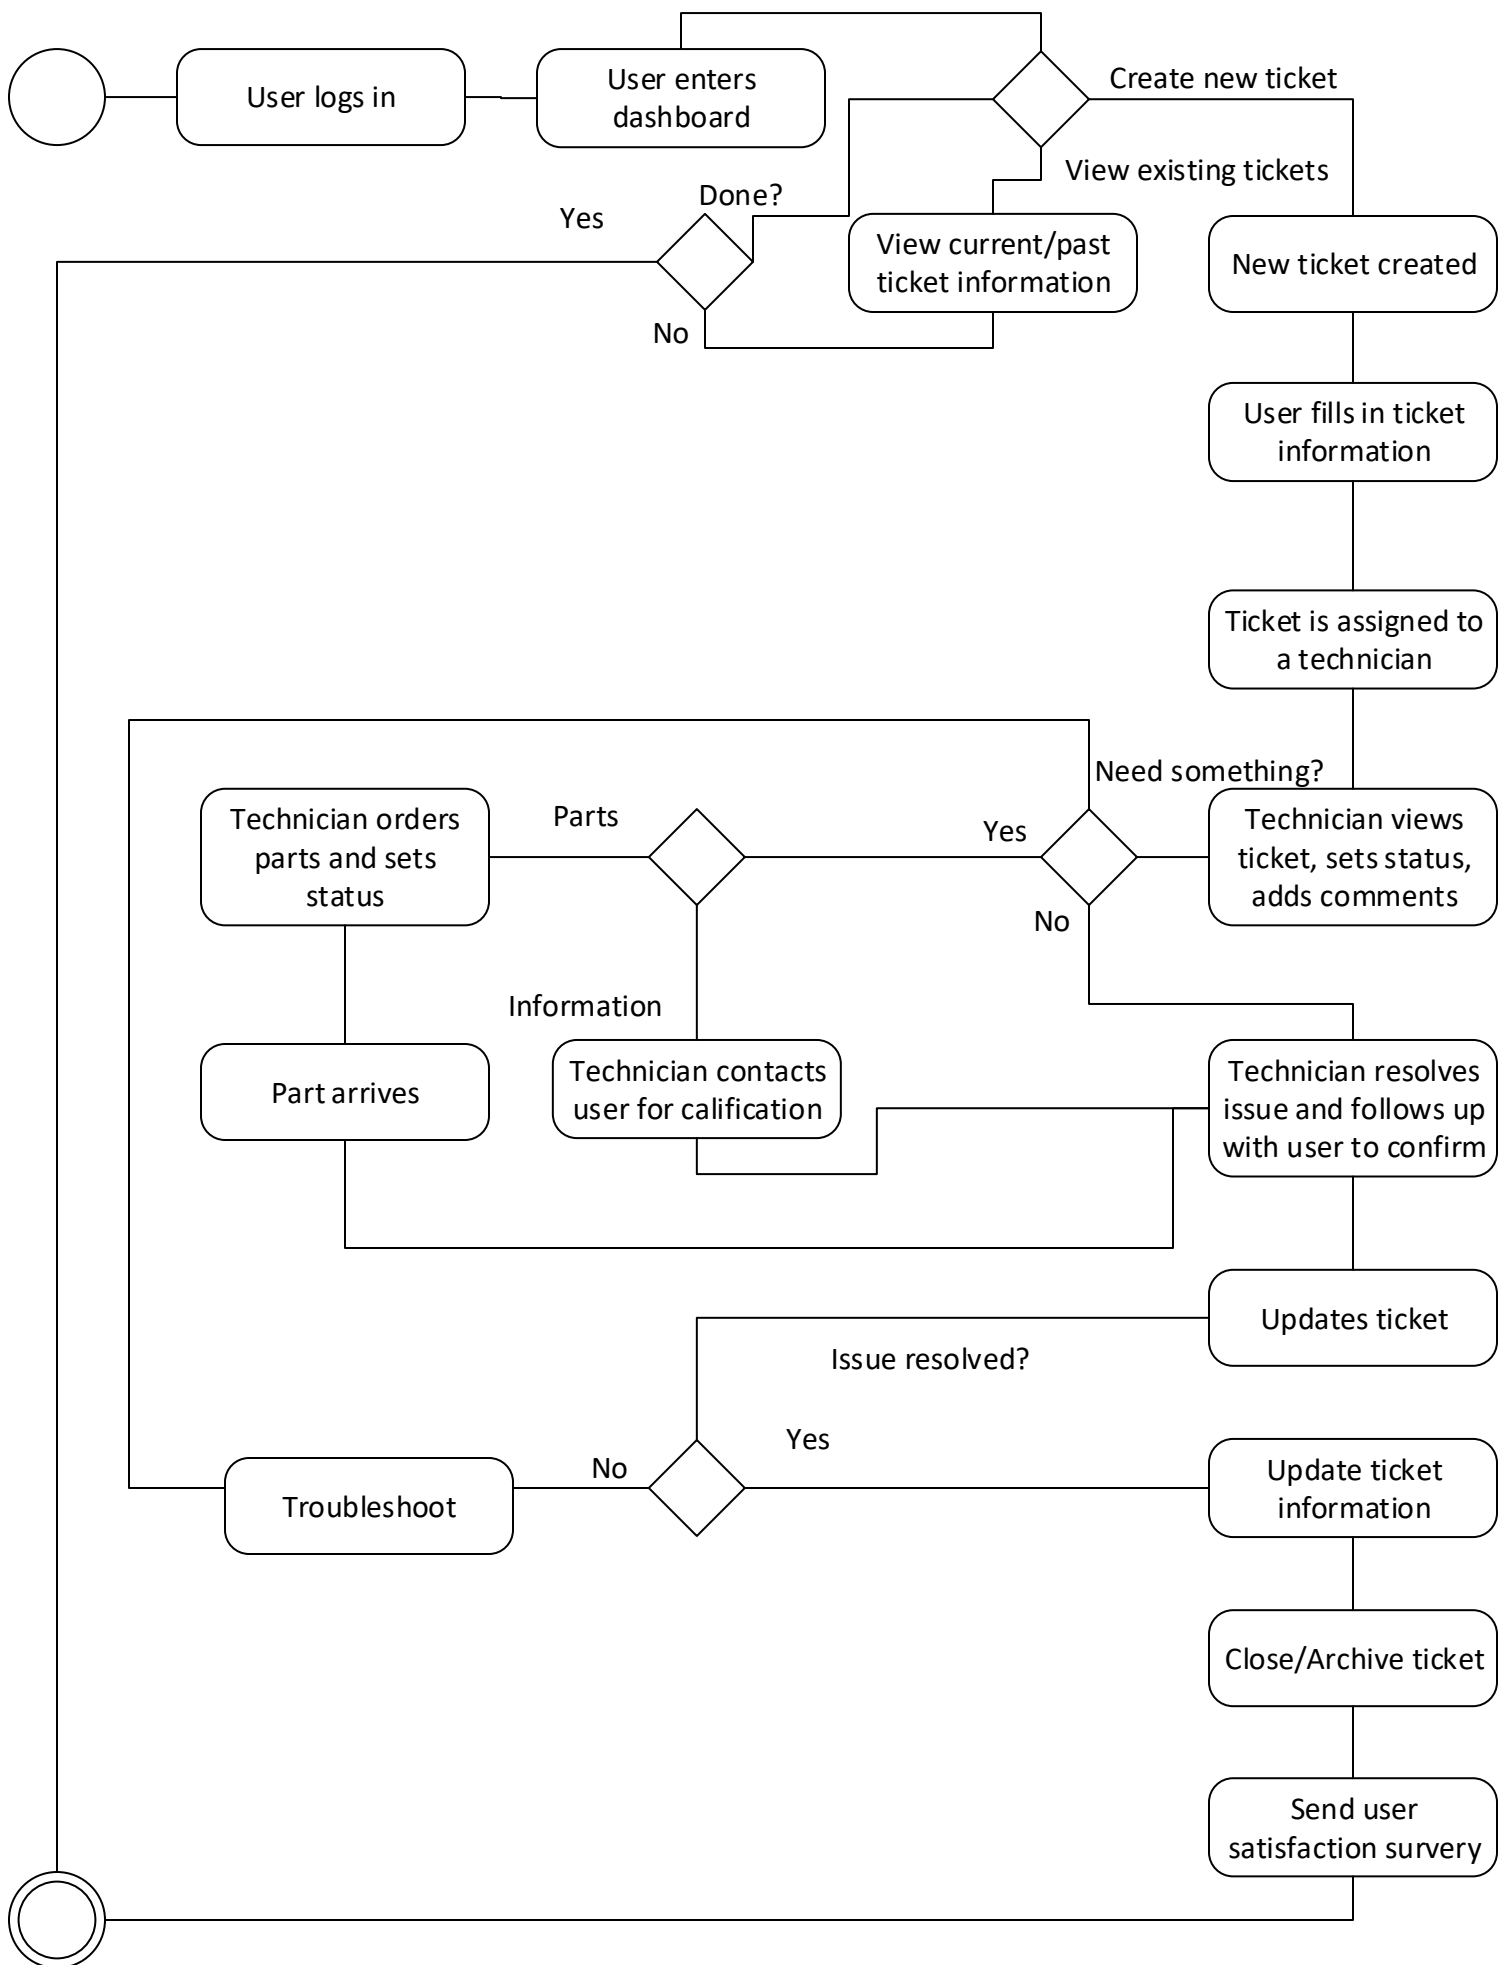 User logs in
User enters
dashboard
Create new ticket
View existing tickets
Done?
Yes
View current/past
ticket information
New ticket created
No
User fills in ticket
information
Ticket is assigned to
a technician
Need something?
Technician orders
parts and sets
status
Parts
Yes
Technician views
ticket, sets status,
adds comments
No
Information
Part arrives
Technician contacts
user for calification
Technician resolves
issue and follows up
with user to confirm
Updates ticket
Issue resolved?
Yes
No
Troubleshoot
Update ticket
information
Close/Archive ticket
Send user
satisfaction survery